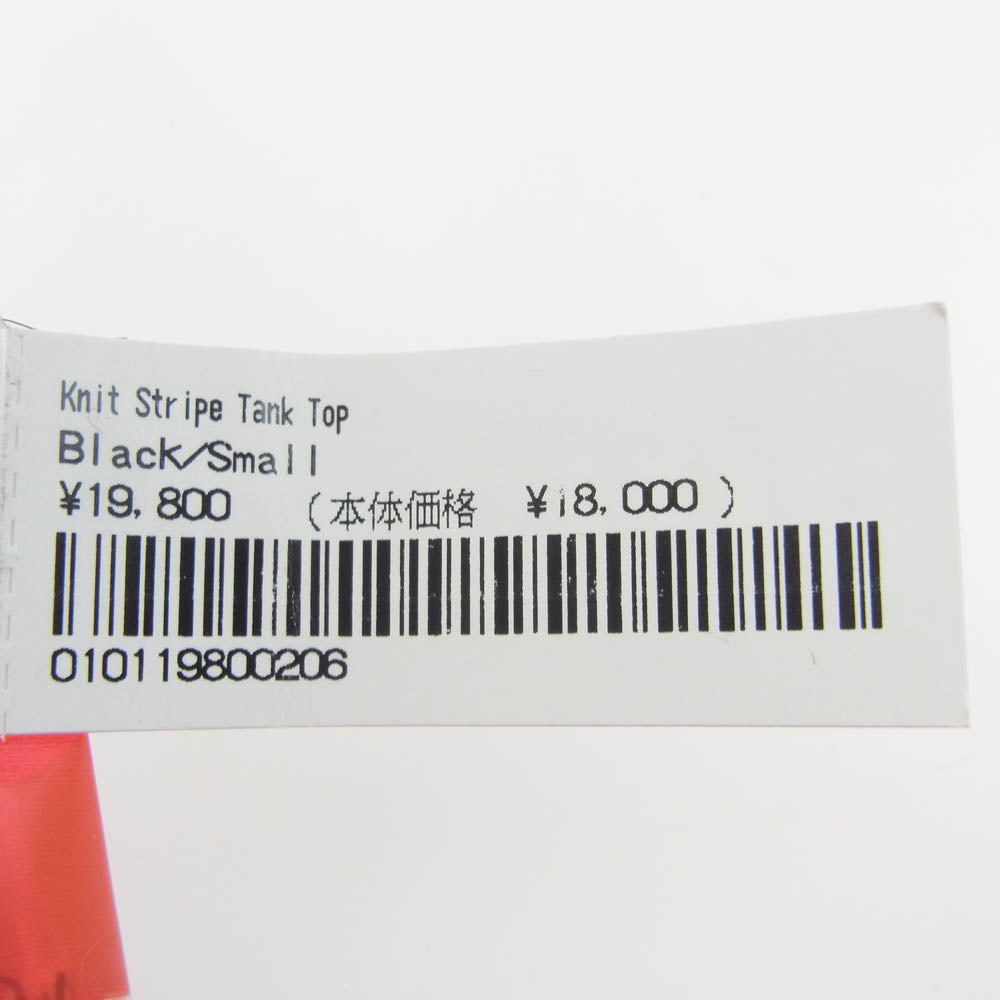 Knit Stripe Tank Top
Black/Small
¥19,800 (本体価格 ¥18,000)
010119800206